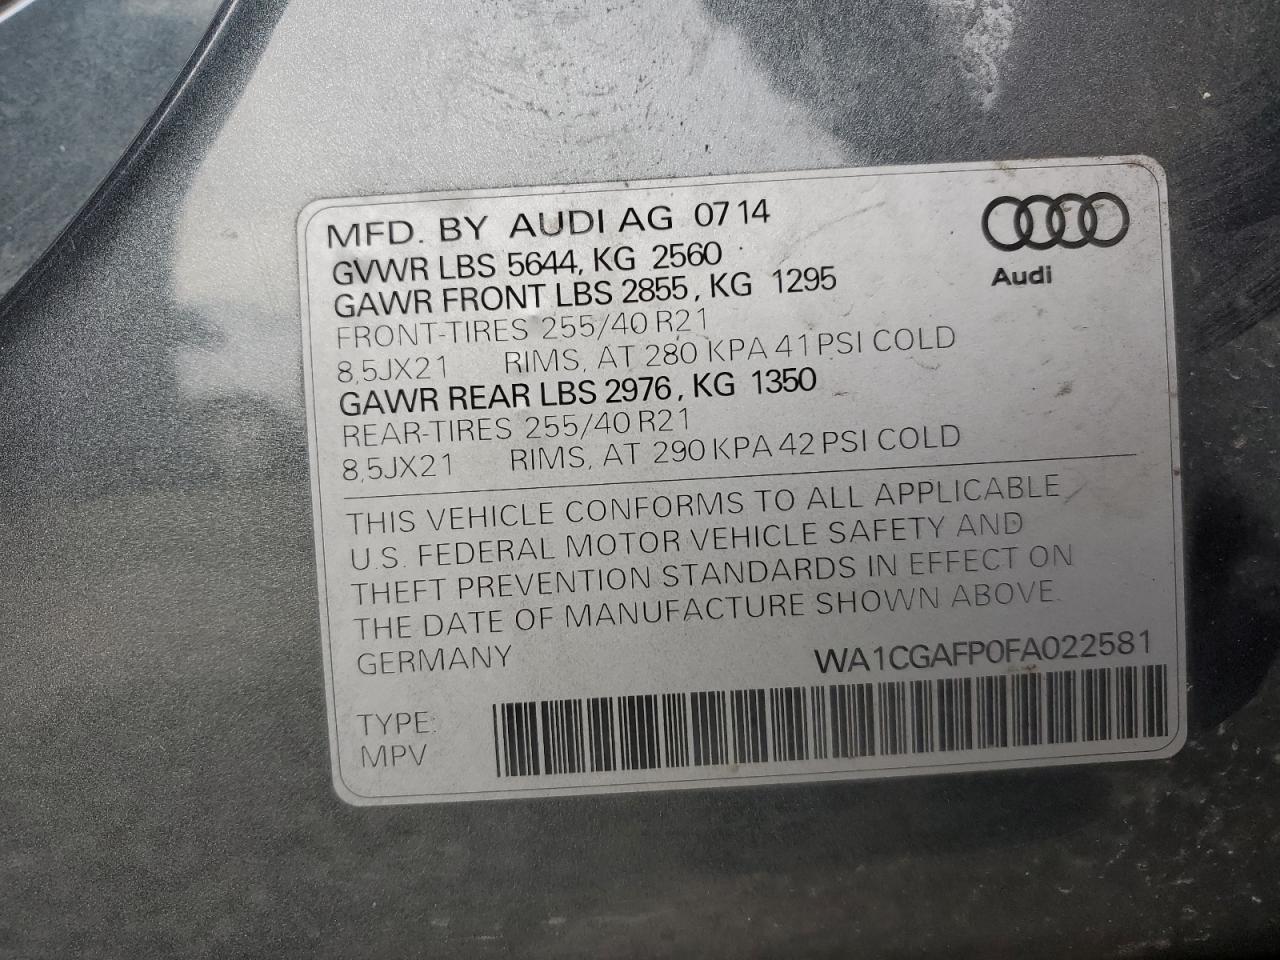 MFD. BY AUDI AG 07 14
GVWR LBS 5644, KG 2560
GAWR FRONT LBS 2855, KG 1295
FRONT-TIRES 255/40 R21
8,5JX21 RIMS, AT 280 KPA 41 PSI COLD
GAWR REAR LBS 2976, KG 1350
REAR-TIRES 255/40 R21
8,5JX21 RIMS, AT 290 KPA 42 PSI COLD
Audi
THIS VEHICLE CONFORMS TO ALL APPLICABLE
U.S. FEDERAL MOTOR VEHICLE SAFETY AND
THEFT PREVENTION STANDARDS IN EFFECT ON
THE DATE OF MANUFACTURE SHOWN ABOVE.
GERMANY WA1CGAFP0FA022581
TYPE:
MPV